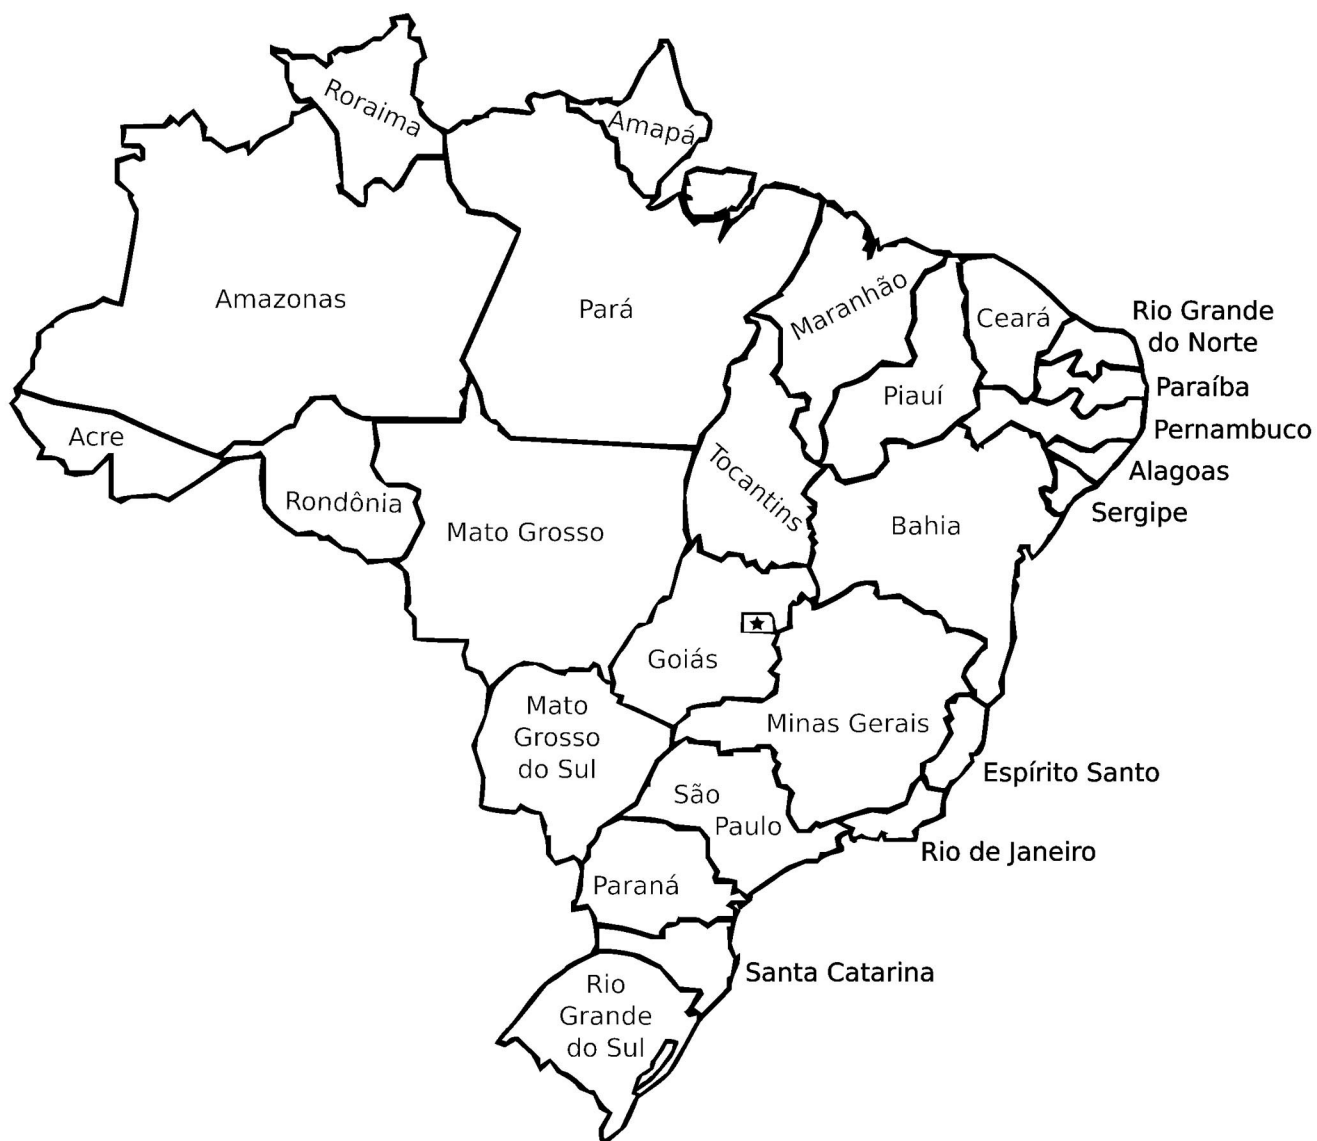 Roraima
Amapá
Amazonas
Pará
Maranhão
Ceará
Rio Grande
do Norte
Paraíba
Piauí
Pernambuco
Acre
Alagoas
Tocantins
Rondônia
Sergipe
Mato Grosso
Bahia
Goiás
Mato
Grosso
do Sul
Minas Gerais
Espírito Santo
São
Paulo
Rio de Janeiro
Paraná
Santa Catarina
Rio
Grande
do Sul